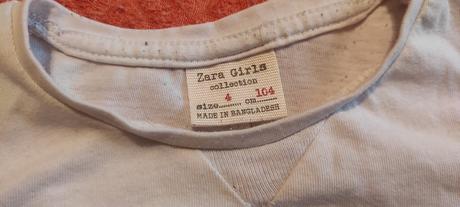 Zara Girls
collection
size..........4 cm..........104
MADE IN BANGLADESH